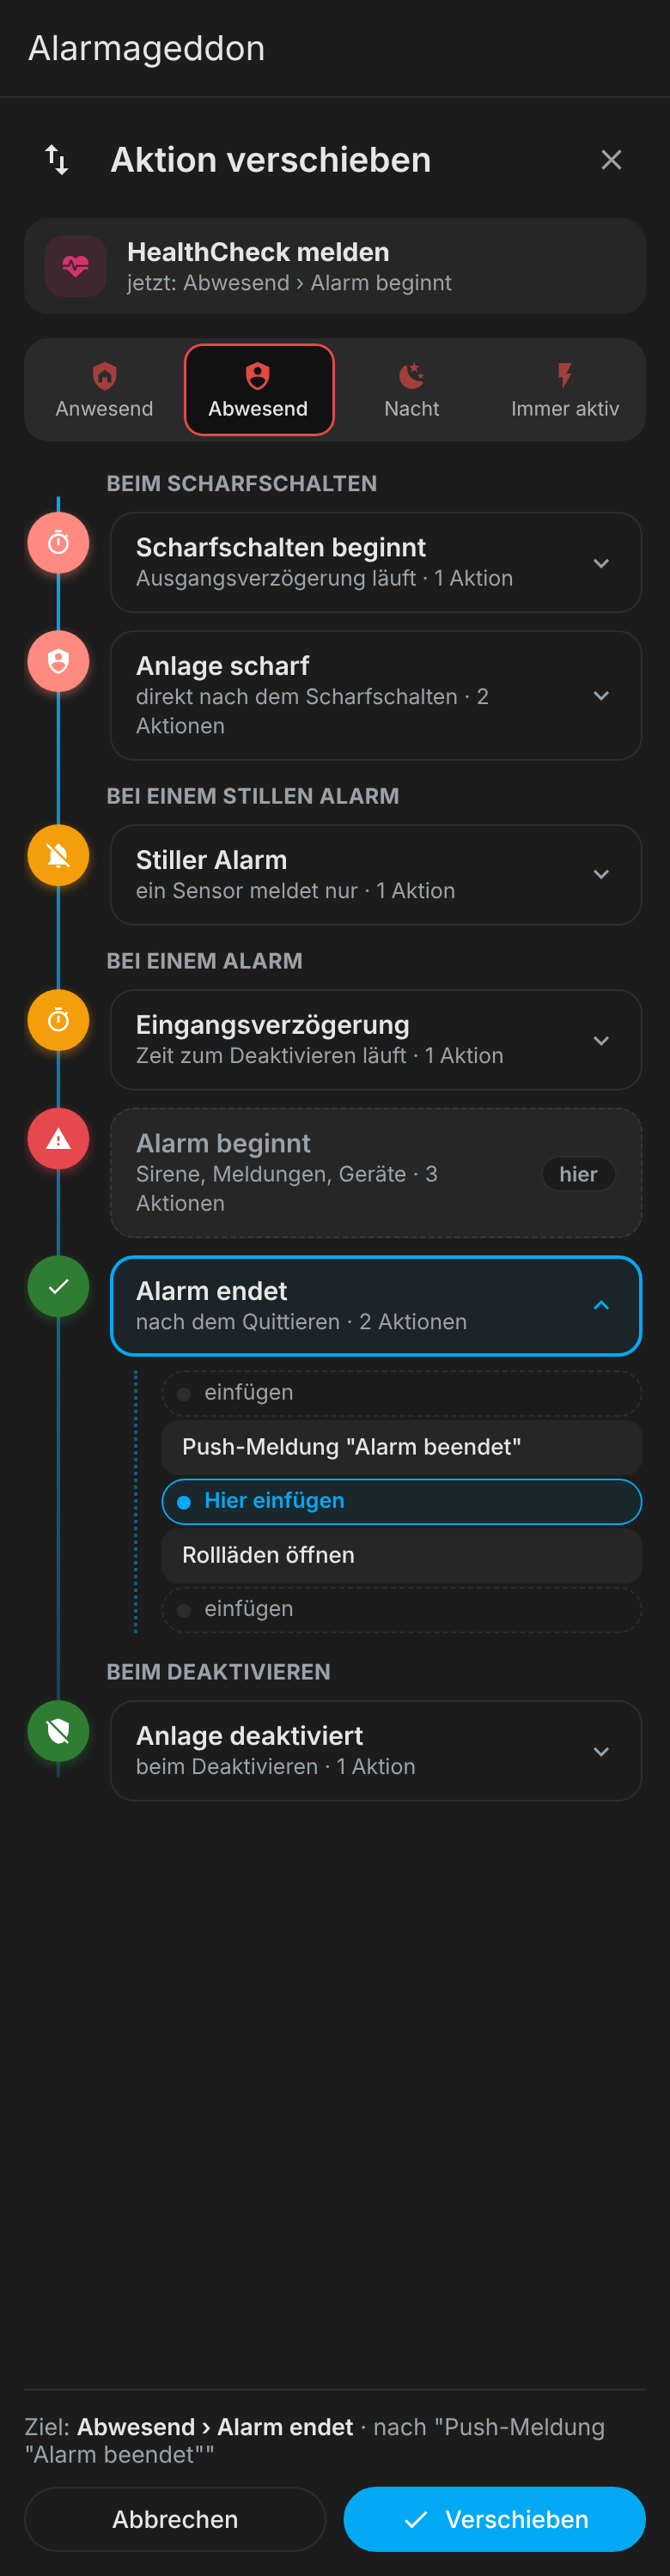 Alarmageddon
Aktion verschieben
HealthCheck melden
jetzt: Abwesend › Alarm beginnt
Anwesend
Abwesend
Nacht
Immer aktiv
BEIM SCHARFSCHALTEN
Scharfschalten beginnt
Ausgangsverzögerung läuft · 1 Aktion
Anlage scharf
direkt nach dem Scharfschalten · 2
Aktionen
BEI EINEM STILLEN ALARM
Stiller Alarm
ein Sensor meldet nur · 1 Aktion
BEI EINEM ALARM
Eingangsverzögerung
Zeit zum Deaktivieren läuft · 1 Aktion
Alarm beginnt
Sirene, Meldungen, Geräte · 3
Aktionen
hier
Alarm endet
nach dem Quittieren · 2 Aktionen
einfügen
Push-Meldung "Alarm beendet"
Hier einfügen
Rollläden öffnen
einfügen
BEIM DEAKTIVIEREN
Anlage deaktiviert
beim Deaktivieren · 1 Aktion
Ziel: Abwesend › Alarm endet · nach "Push-Meldung
"Alarm beendet""
Abbrechen
Verschieben